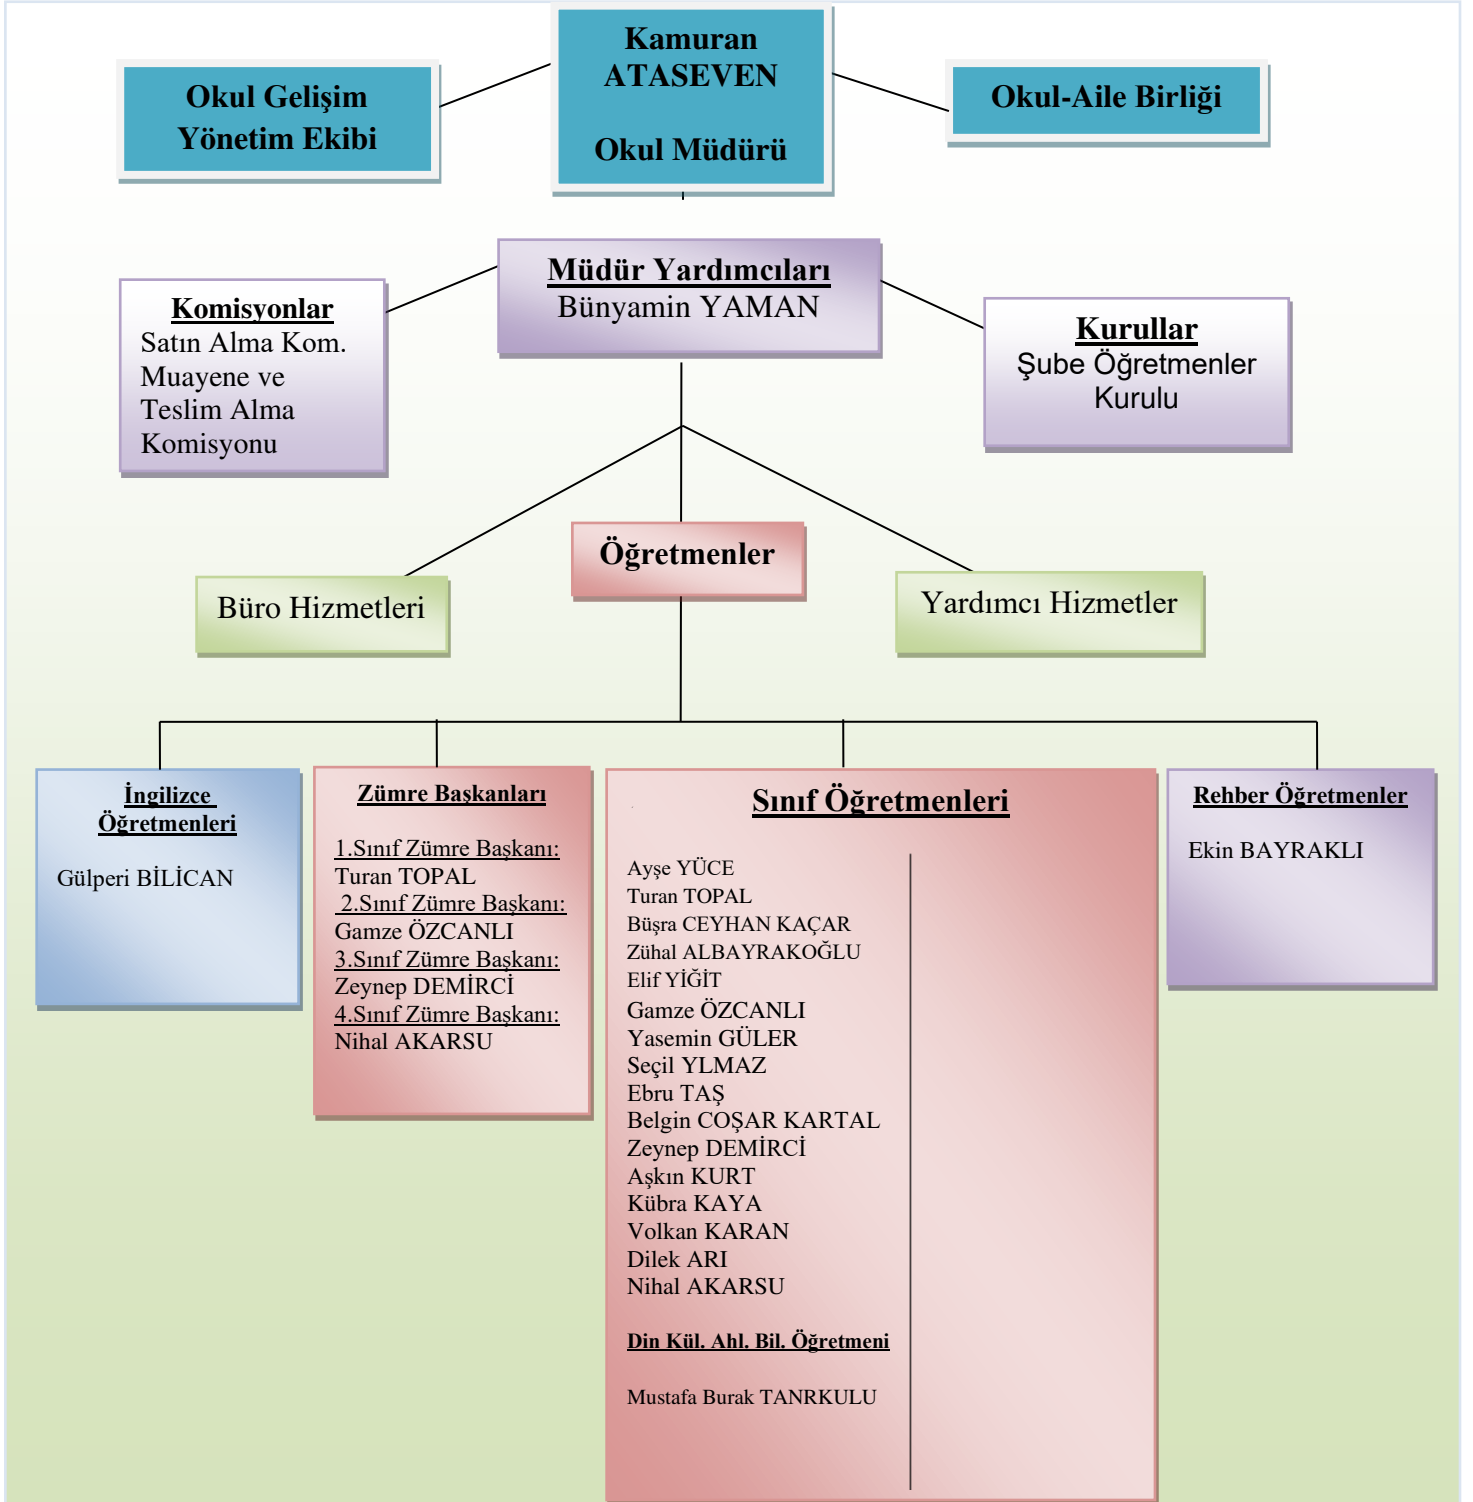 Kamuran
ATASEVEN
Okul Müdürü
Okul Gelişim
Yönetim Ekibi
Okul-Aile Birliği
Müdür Yardımcıları
Bünyamin YAMAN
Komisyonlar
Satın Alma Kom.
Muayene ve
Teslim Alma
Komisyonu
Kurullar
Şube Öğretmenler
Kurulu
Öğretmenler
Büro Hizmetleri
Yardımcı Hizmetler
İngilizce
Öğretmenleri
Gülperi BİLİCAN
Zümre Başkanları
1.Sınıf Zümre Başkanı:
Turan TOPAL
2.Sınıf Zümre Başkanı:
Gamze ÖZCANLI
3.Sınıf Zümre Başkanı:
Zeynep DEMİRCİ
4.Sınıf Zümre Başkanı:
Nihal AKARSU
Sınıf Öğretmenleri
Ayşe YÜCE
Turan TOPAL
Büşra CEYHAN KAÇAR
Zühal ALBAYRAKOĞLU
Elif YİĞİT
Gamze ÖZCANLI
Yasemin GÜLER
Seçil YLMAZ
Ebru TAŞ
Belgin COŞAR KARTAL
Zeynep DEMİRCİ
Aşkın KURT
Kübra KAYA
Volkan KARAN
Dilek ARI
Nihal AKARSU
Din Kül. Ahl. Bil. Öğretmeni
Mustafa Burak TANRKULU
Rehber Öğretmenler
Ekin BAYRAKLI